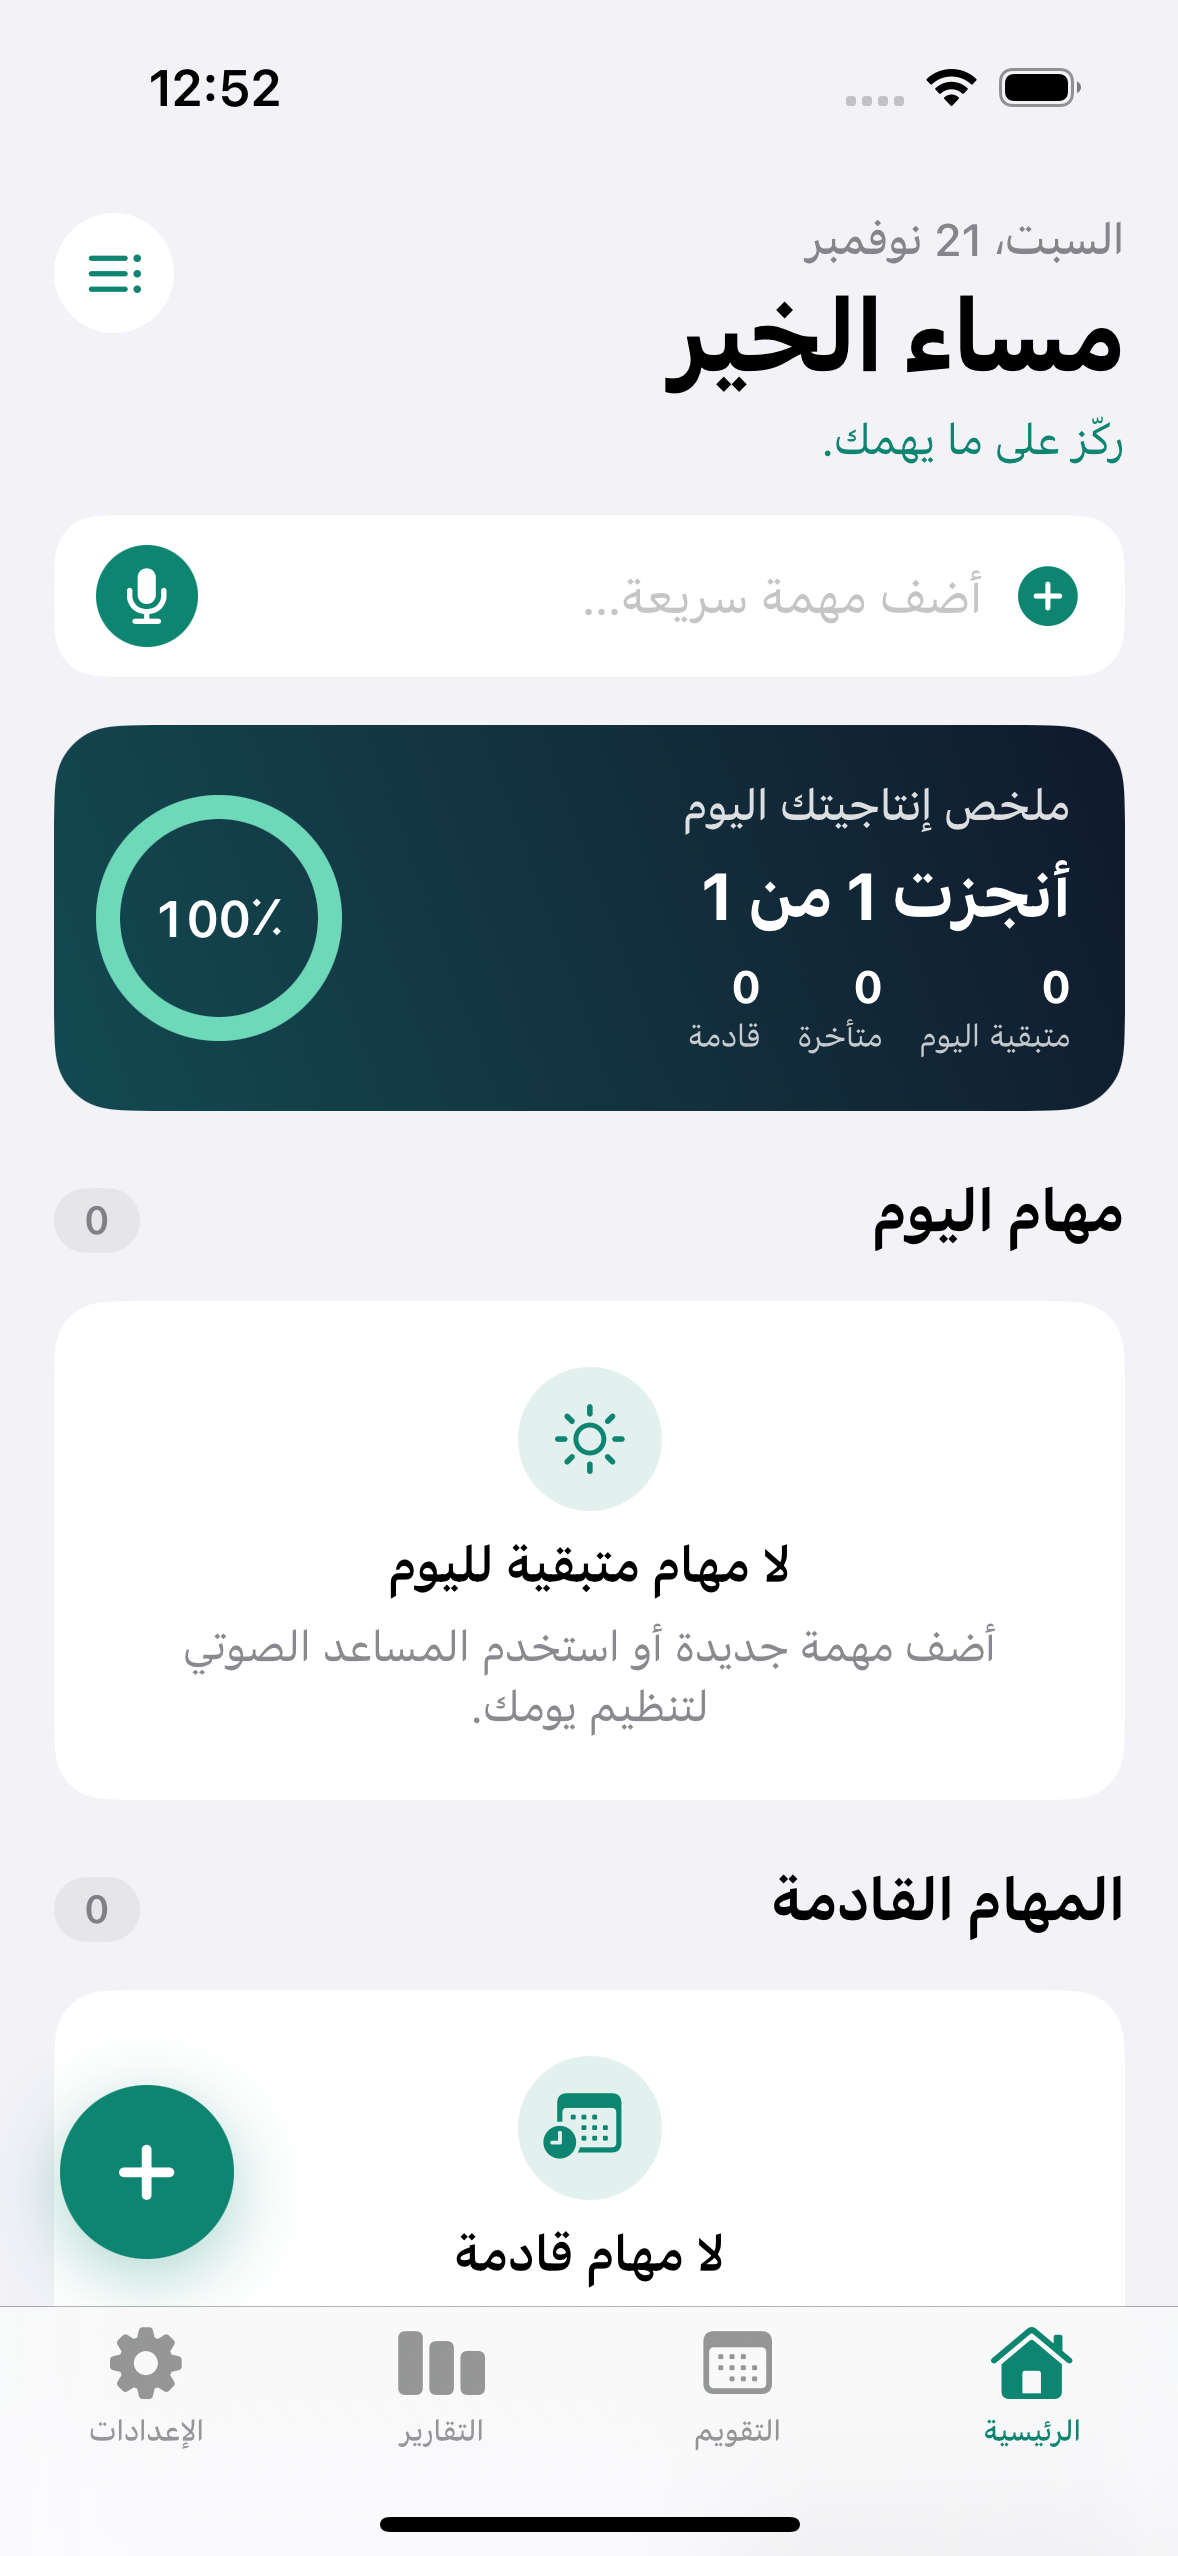 12:52
السبت، 21 نوفمبر
مساء الخير
ركّز على ما يهمك.
أضف مهمة سريعة...
ملخص إنتاجيتك اليوم
أنجزت 1 من 1
100٪
0 0 0
متبقية اليوم متأخرة قادمة
مهام اليوم
0
لا مهام متبقية لليوم
أضف مهمة جديدة أو استخدم المساعد الصوتي
لتنظيم يومك.
المهام القادمة
0
لا مهام قادمة
الرئيسية التقويم التقارير الإعدادات